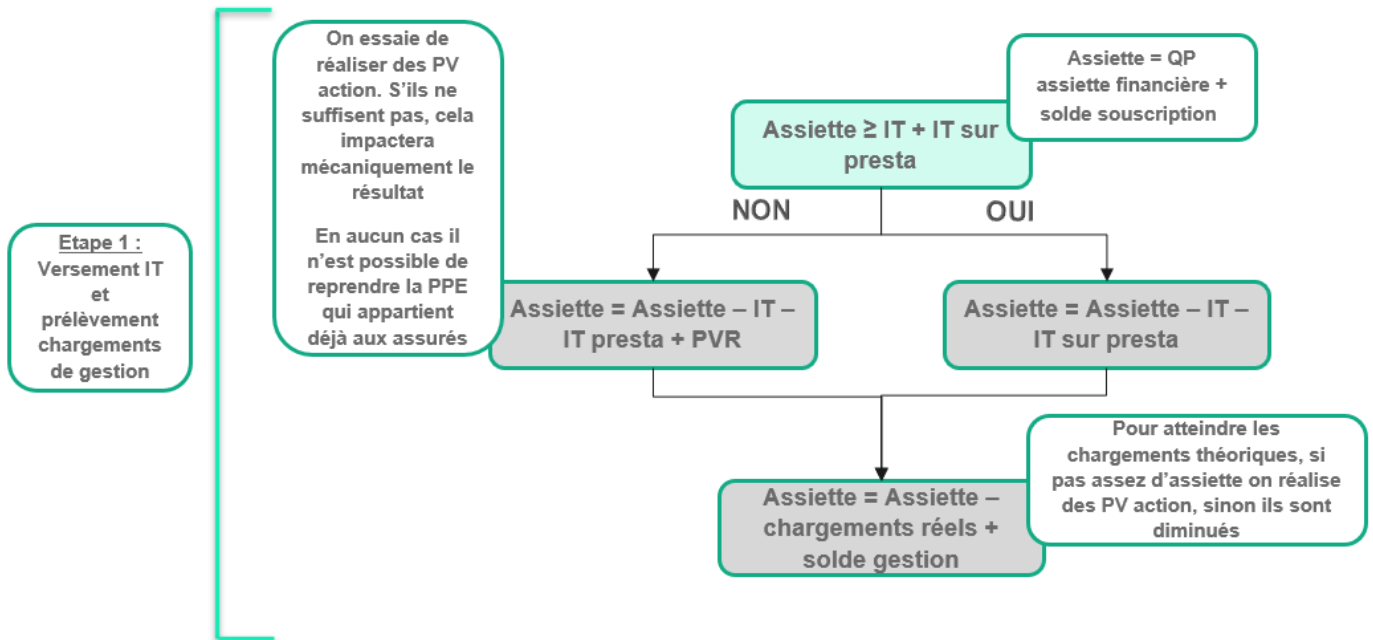 Etape 1 :
Versement IT
et
prélèvement
chargements
de gestion
On essaie de
réaliser des PV
action. S'ils ne
suffisent pas, cela
impactera
mécaniquement le
résultat
En aucun cas il
n'est possible de
reprendre la PPE
qui appartient
déjà aux assurés
Assiette = QP
assiette financière +
solde souscription
Assiette ≥ IT + IT sur
presta
NON
OUI
Assiette = Assiette – IT –
IT presta + PVR
Assiette = Assiette – IT –
IT sur presta
Pour atteindre les
chargements théoriques, si
pas assez d'assiette on réalise
des PV action, sinon ils sont
diminués
Assiette = Assiette –
chargements réels +
solde gestion